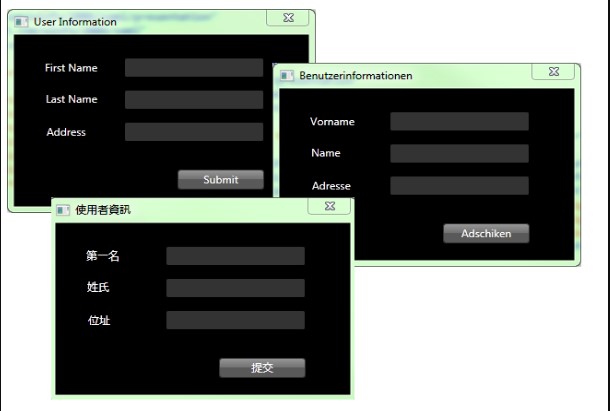 User Information
First Name
Last Name
Address
Submit
Benutzerinformationen
Vorname
Name
Adresse
Adschiken
使用者資訊
第一名
姓氏
位址
提交